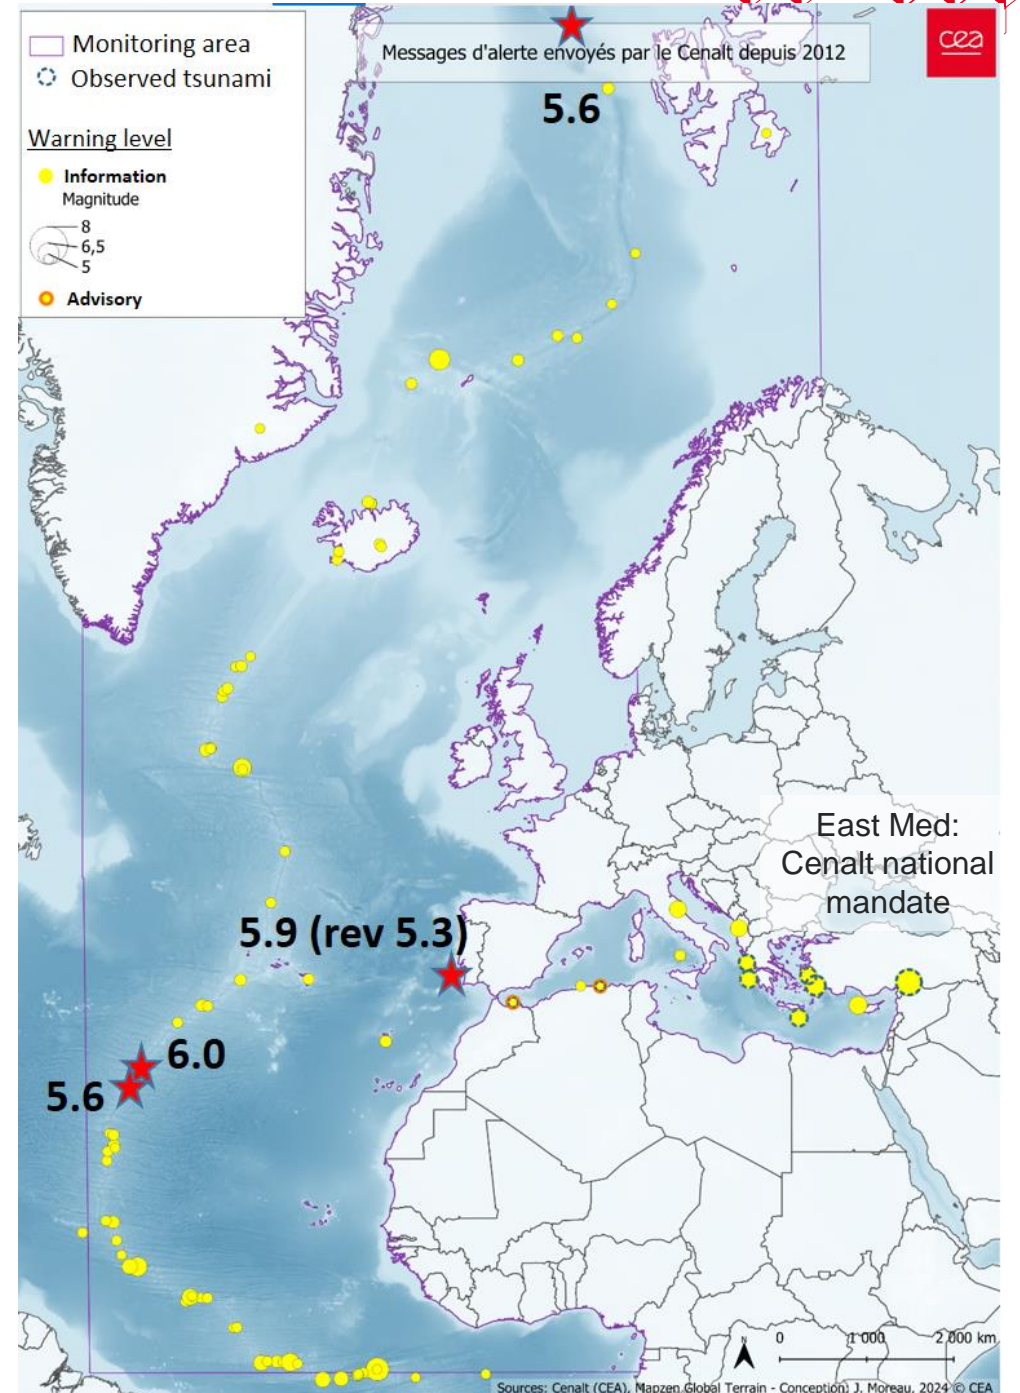 Monitoring area
Observed tsunami
Warning level
Information
Magnitude
8
6,5
5
Advisory
Messages d'alerte envoyés par le Cenalt depuis 2012
cea
5.6
East Med:
Cenalt national
mandate
5.9 (rev 5.3)
6.0
5.6
N
0 1 000 2 000 km
Sources: Cenalt (CEA), Mapzen Global Terrain - Conception: J. Moreau, 2024 © CEA